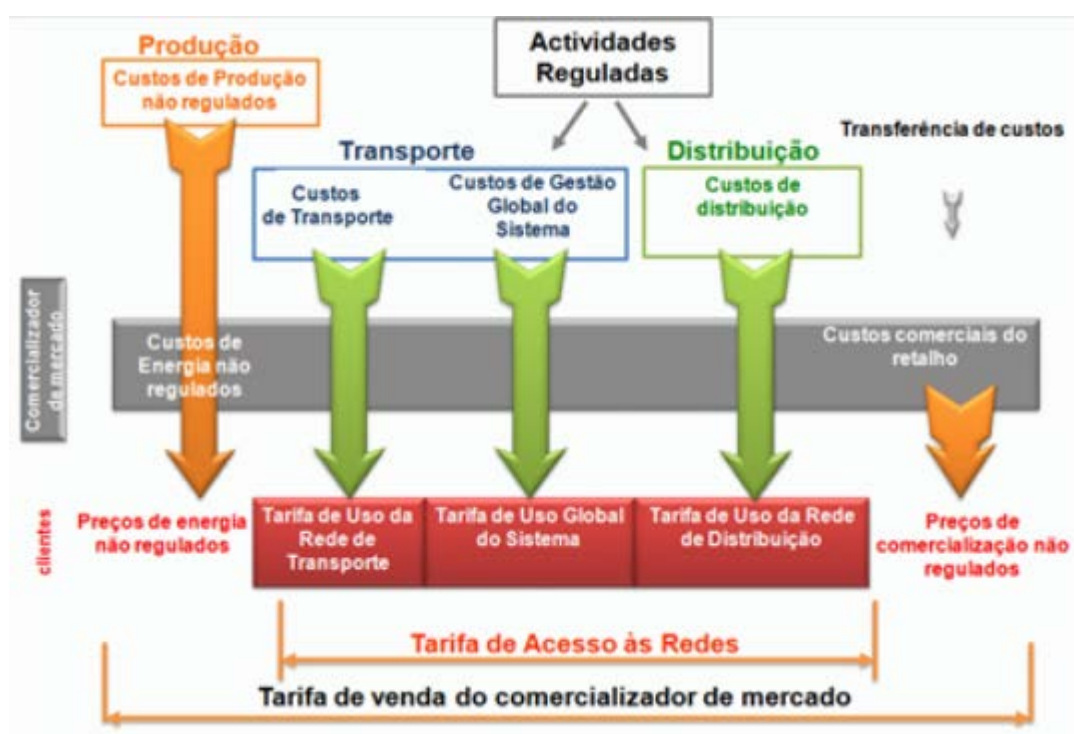 Produção
Custos de Produção
não regulados
Actividades
Reguladas
Transferência de custos
Transporte
Custos
de Transporte
Custos de Gestão
Global do
Sistema
Distribuição
Custos de
distribuição
Comercializador
de mercado
Custos de
Energia não
regulados
Custos comerciais do
retalho
clientes
Preços de energia
não regulados
Tarifa de Uso da
Rede de
Transporte
Tarifa de Uso Global
do Sistema
Tarifa de Uso da Rede
de Distribuição
Preços de
comercialização não
regulados
Tarifa de Acesso às Redes
Tarifa de venda do comercializador de mercado